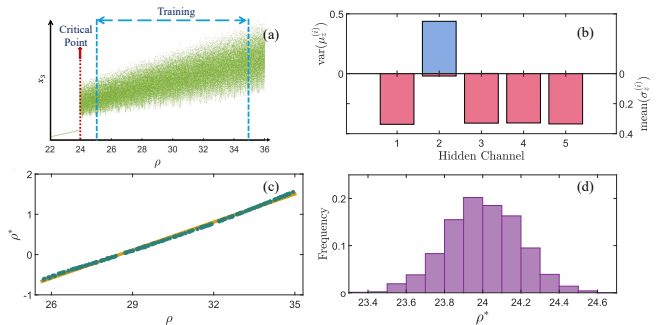 Training
Critical
Point
(a)
x₃
22 24 26 28 30 32 34 36
ρ
(b)
0.5
0
var(μ_z^(i))
0
0.2
0.4
mean(σ_z^(i))
1 2 3 4 5
Hidden Channel
(c)
2
1
0
-1
ρ*
26 29 32 35
ρ
(d)
0.2
0.1
0
Frequency
23.4 23.6 23.8 24 24.2 24.4 24.6
ρ*